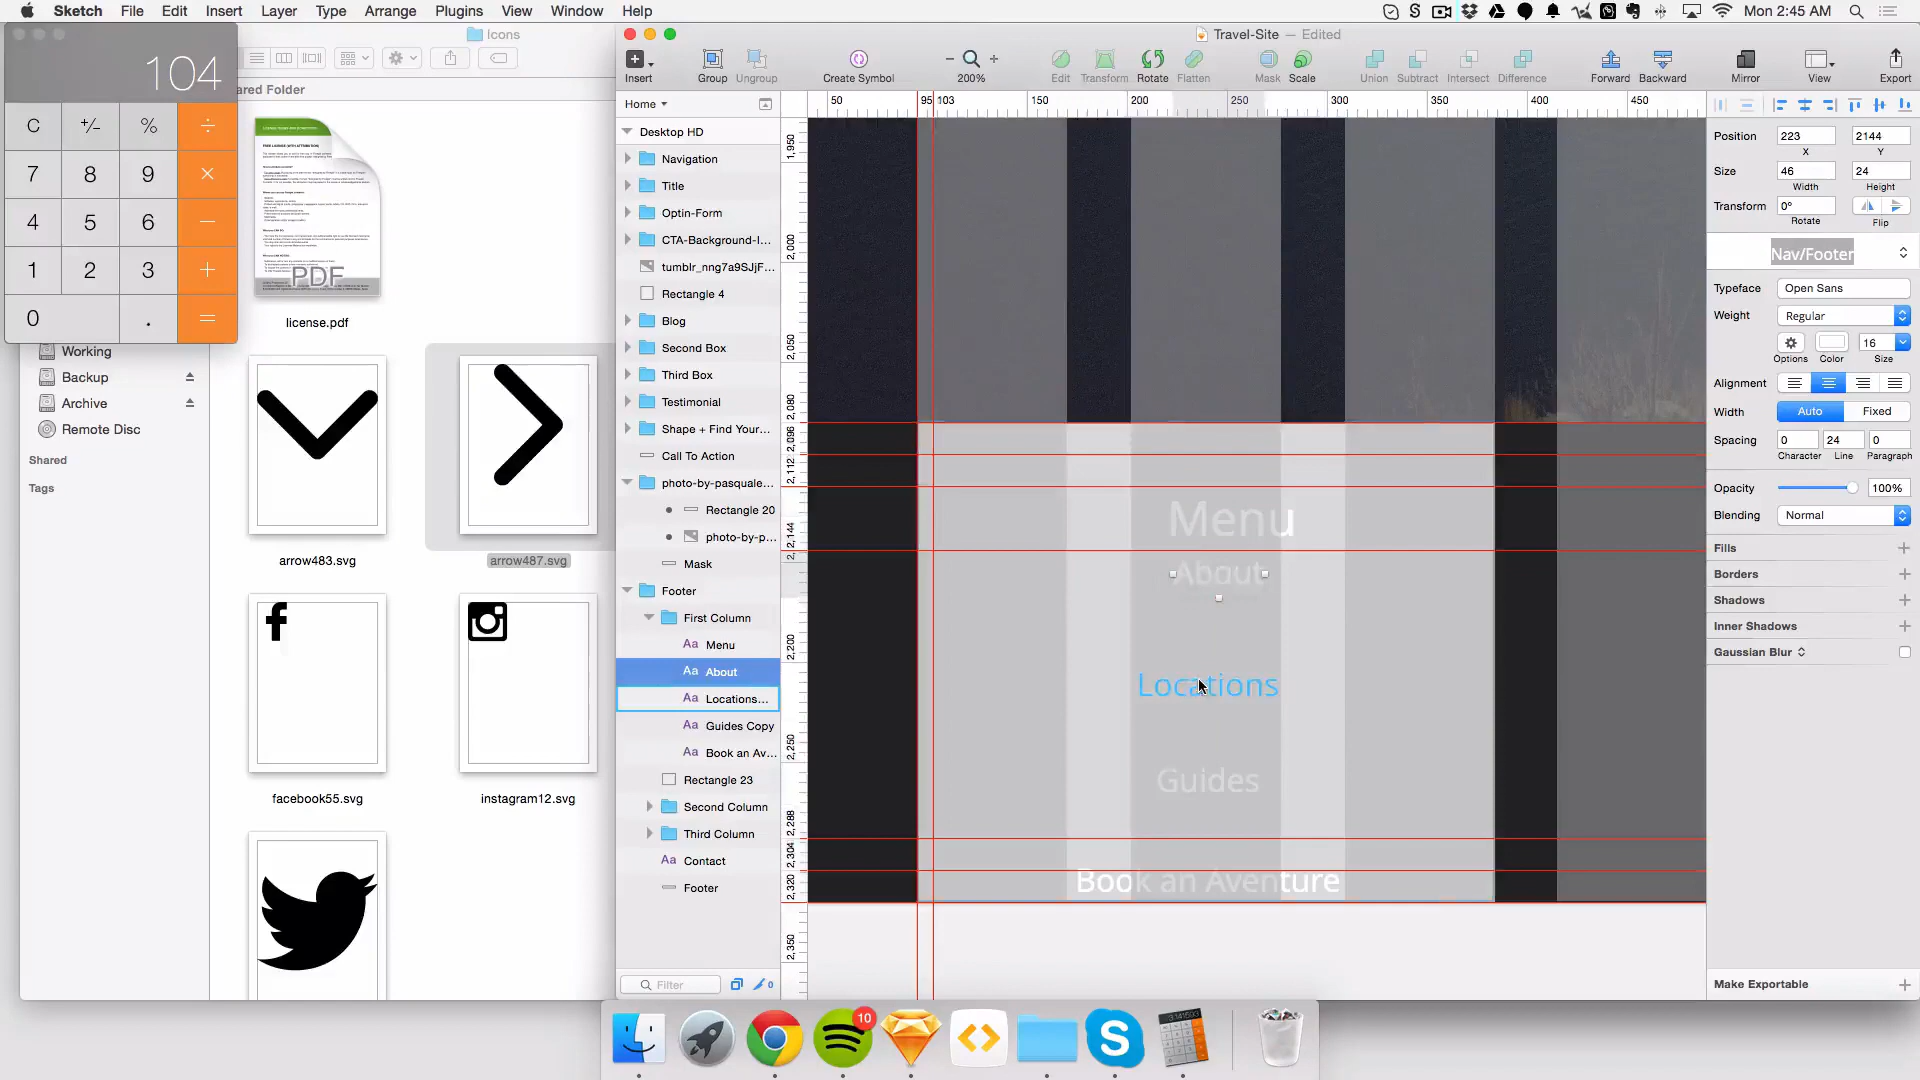 Sketch File Edit Insert Layer Type Arrange Plugins View Window Help
Mon 2:45 AM
104
C +/- % ÷
7 8 9 ×
4 5 6 −
1 2 3 +
0 . =
Icons
ared Folder
PDF
license.pdf
Working
Backup
Archive
Remote Disc
Shared
Tags
arrow483.svg
arrow487.svg
facebook55.svg
instagram12.svg
Travel-Site — Edited
Insert
Group
Ungroup
Create Symbol
200%
Edit
Transform
Rotate
Flatten
Mask
Scale
Union
Subtract
Intersect
Difference
Forward
Backward
Mirror
View
Export
Home
50 95 103 150 200 250 300 350 400 450
Desktop HD
Navigation
Title
Optin-Form
CTA-Background-I...
tumblr_nng7a9SJjF...
Rectangle 4
Blog
Second Box
Third Box
Testimonial
Shape + Find Your...
Call To Action
photo-by-pasquale...
Rectangle 20
photo-by-p...
Mask
Footer
First Column
Aa Menu
Aa About
Aa Locations...
Aa Guides Copy
Aa Book an Av...
Rectangle 23
Second Column
Third Column
Aa Contact
Footer
Filter
0
1,950
2,000
2,050
2,080
2,096
2,112
2,144
2,200
2,250
2,288
2,304
2,320
2,350
Menu
About
Locations
Guides
Book an Aventure
Position 223 2144
X Y
Size 46 24
Width Height
Transform 0°
Rotate Flip
Nav/Footer
Typeface Open Sans
Weight Regular
16
Options Color Size
Alignment
Width Auto Fixed
Spacing 0 24 0
Character Line Paragraph
Opacity 100%
Blending Normal
Fills
Borders
Shadows
Inner Shadows
Gaussian Blur
Make Exportable
10